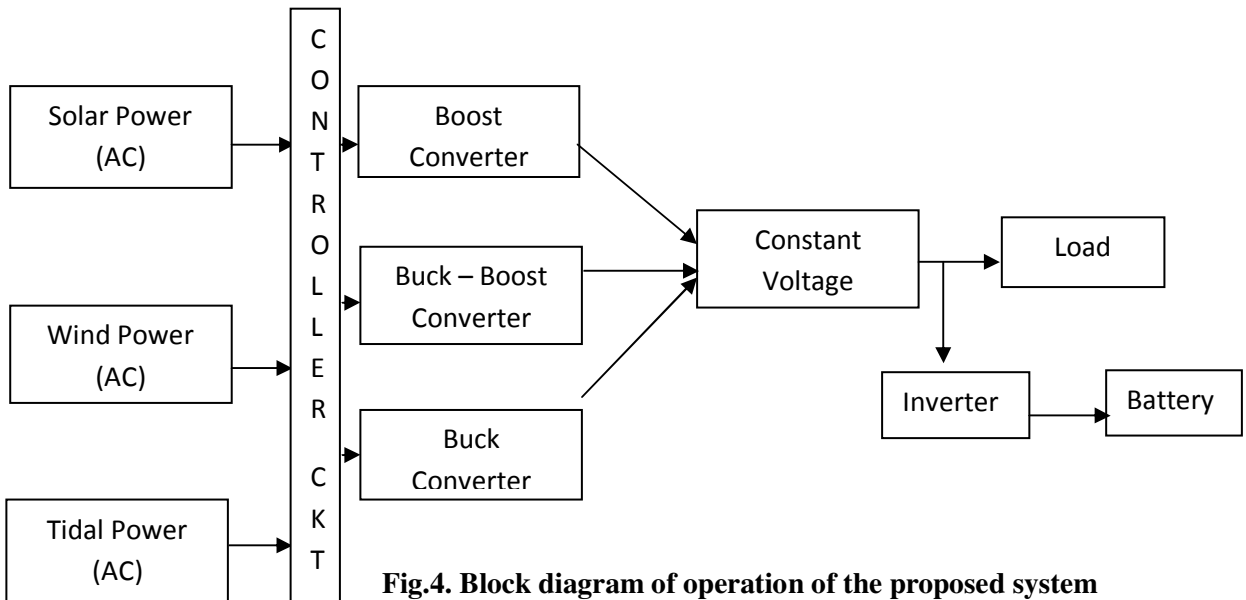 Solar Power
(AC)
Wind Power
(AC)
Tidal Power
(AC)
C
O
N
T
R
O
L
L
E
R
C
K
T
Boost
Converter
Buck – Boost
Converter
Buck
Converter
Constant
Voltage
Load
Inverter
Battery
Fig.4. Block diagram of operation of the proposed system